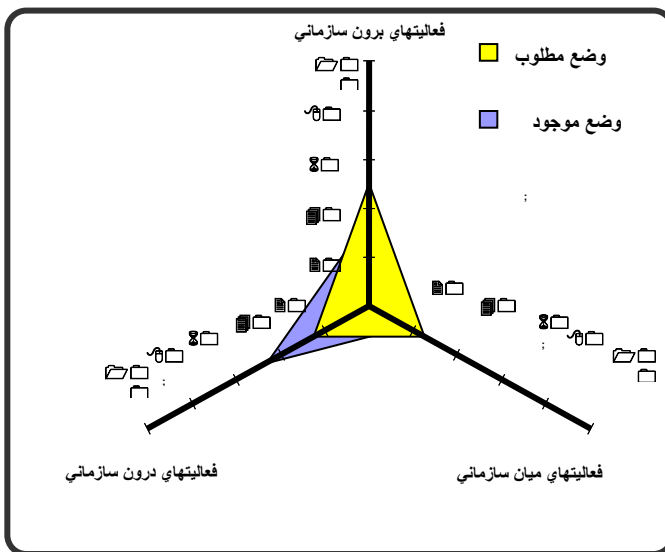 فعاليتهاي برون سازماني
وضع مطلوب
وضع موجود
فعاليتهاي درون سازماني
فعاليتهاي ميان سازماني